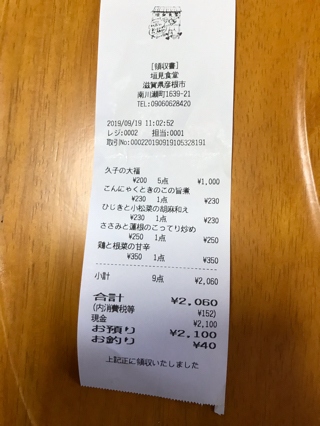 [領収書]
垣見食堂
滋賀県彦根市
南川瀬町1639-21
TEL:09060628420
2019/09/19 11:02:52
レジ:0002 担当:0001
取引No:0002201909191053281​91
久子の大福
¥200 5点 ¥1,000
こんにゃくときのこの旨煮
¥230 1点 ¥230
ひじきと小松菜の胡麻和え
¥230 1点 ¥230
ささみと蓮根のこってり炒め
¥250 1点 ¥250
鶏と根菜の甘辛
¥350 1点 ¥350
小計 9点 ¥2,060
合計 ¥2,060
(内消費税等 ¥152)
現金 ¥2,100
お預り ¥2,100
お釣り ¥40
上記正に領収いたしました